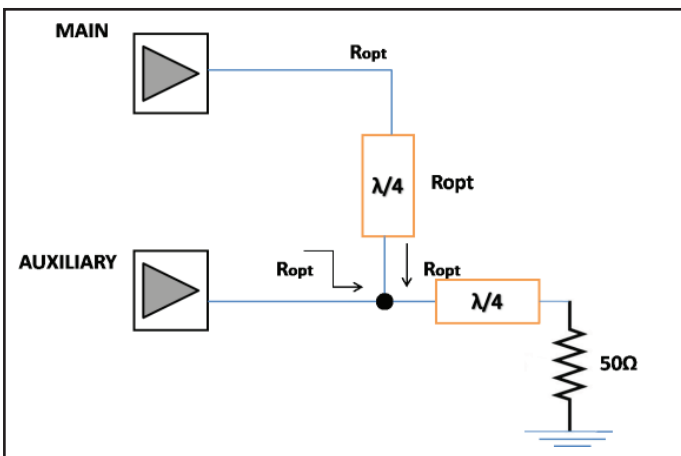 MAIN
Ropt
λ/4
Ropt
AUXILIARY
Ropt
Ropt
λ/4
50Ω